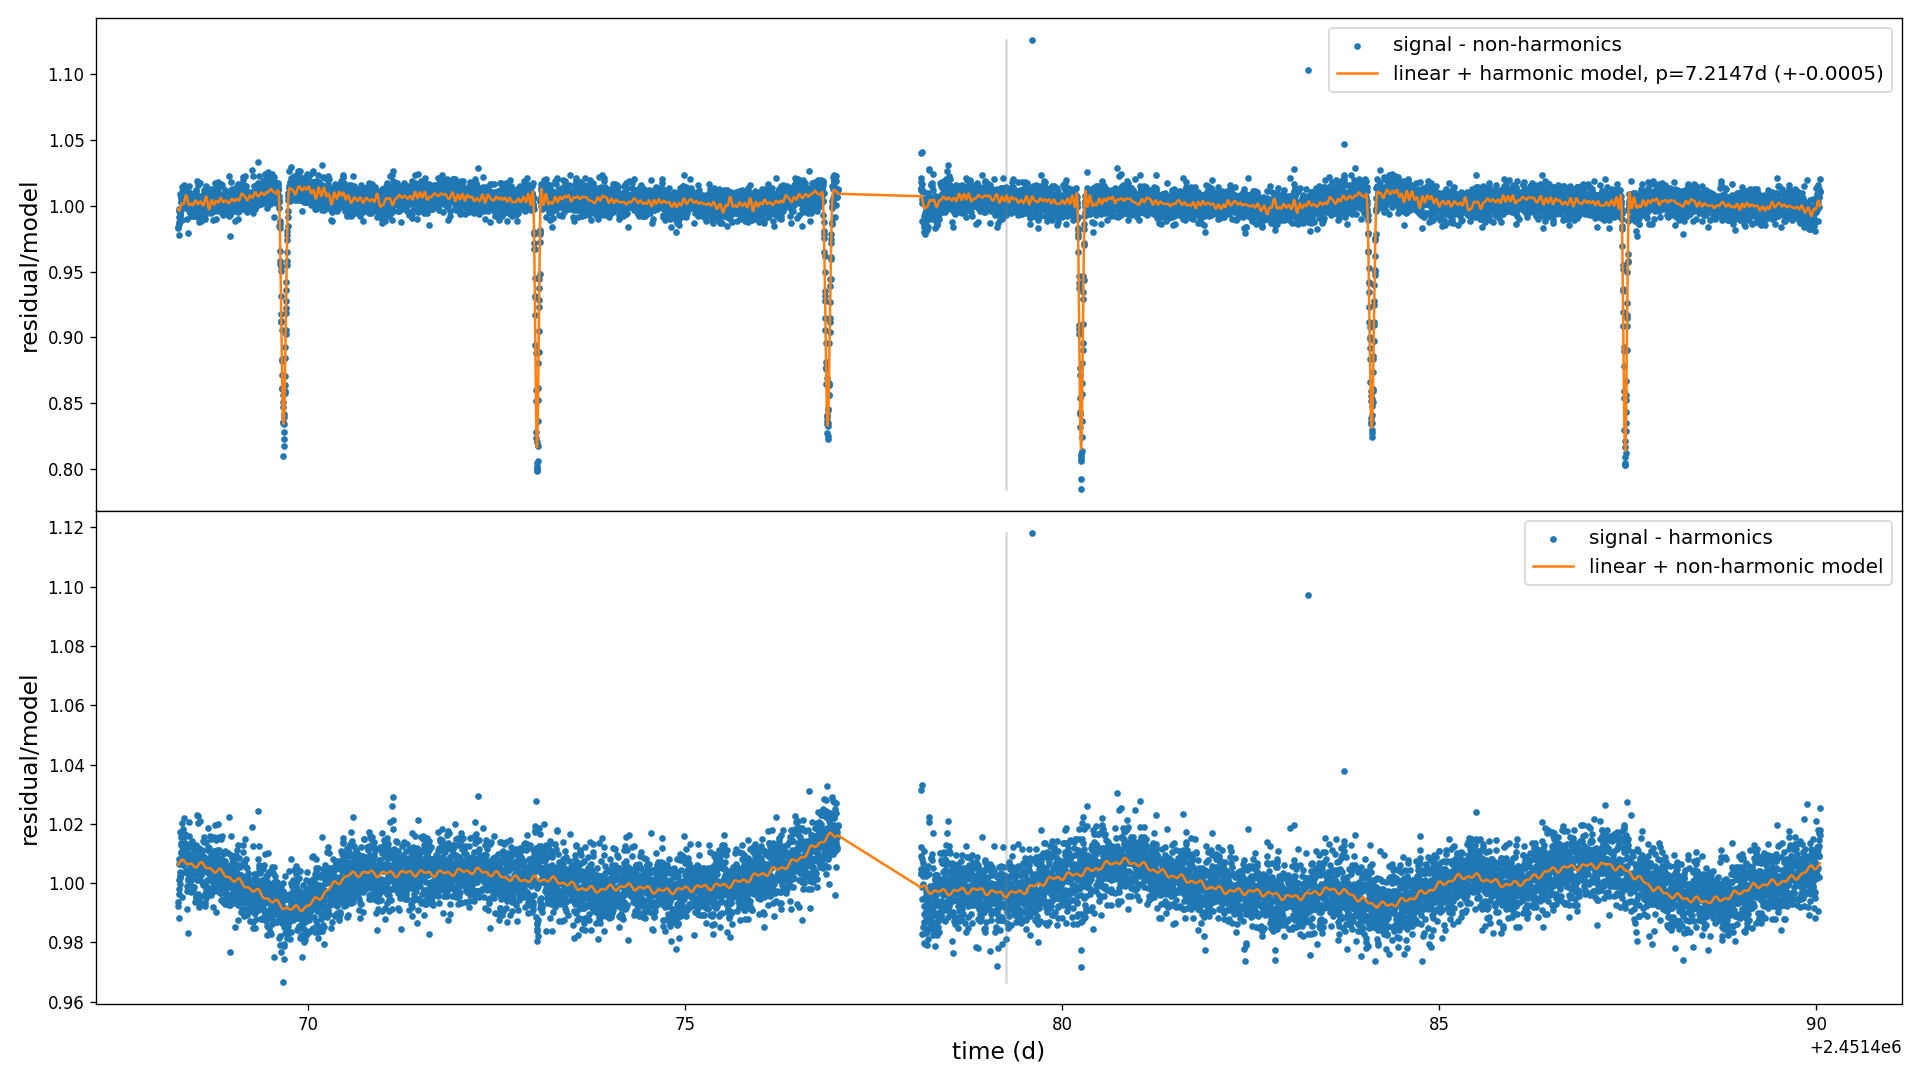 signal - non-harmonics
linear + harmonic model, p=7.2147d (+-0.0005)
residual/model
1.10
1.05
1.00
0.95
0.90
0.85
0.80
signal - harmonics
linear + non-harmonic model
residual/model
1.12
1.10
1.08
1.06
1.04
1.02
1.00
0.98
0.96
70
75
80
85
90
time (d)
+2.4514e6